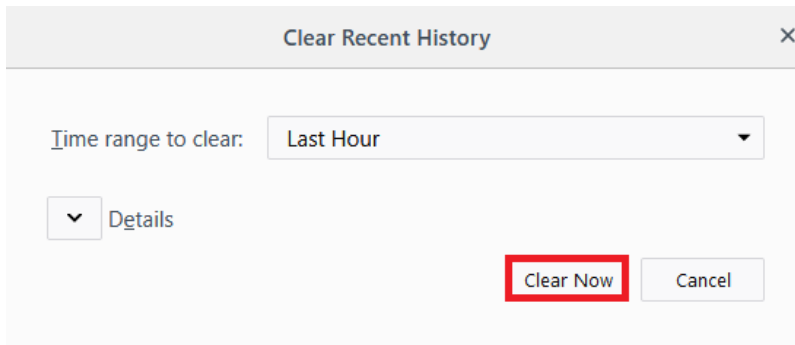 Clear Recent History
Time range to clear: Last Hour
Details
Clear Now Cancel